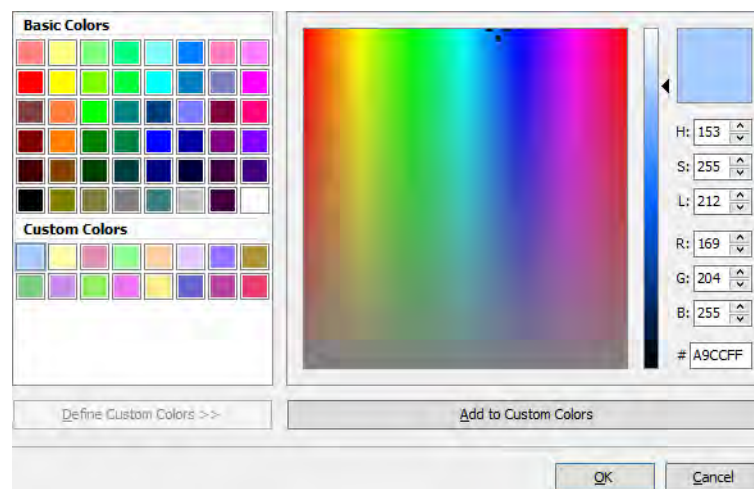 Basic Colors
H: 153
S: 255
L: 212
Custom Colors
R: 169
G: 204
B: 255
# A9CCFF
Define Custom Colors >>
Add to Custom Colors
OK
Cancel